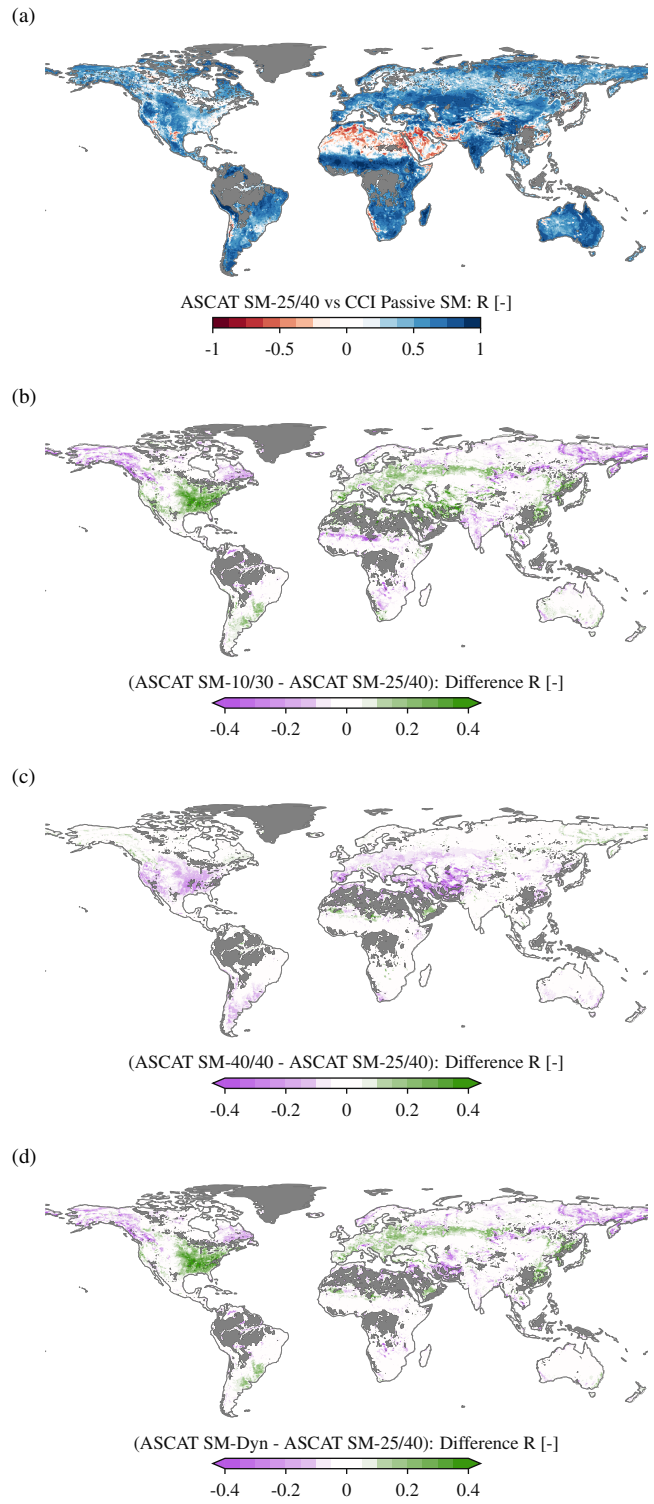 (a)
ASCAT SM-25/40 vs CCI Passive SM: R [-]
-1 -0.5 0 0.5 1
(b)
(ASCAT SM-10/30 - ASCAT SM-25/40): Difference R [-]
-0.4 -0.2 0 0.2 0.4
(c)
(ASCAT SM-40/40 - ASCAT SM-25/40): Difference R [-]
-0.4 -0.2 0 0.2 0.4
(d)
(ASCAT SM-Dyn - ASCAT SM-25/40): Difference R [-]
-0.4 -0.2 0 0.2 0.4